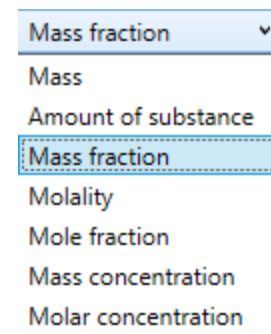 Mass fraction
Mass
Amount of substance
Mass fraction
Molality
Mole fraction
Mass concentration
Molar concentration